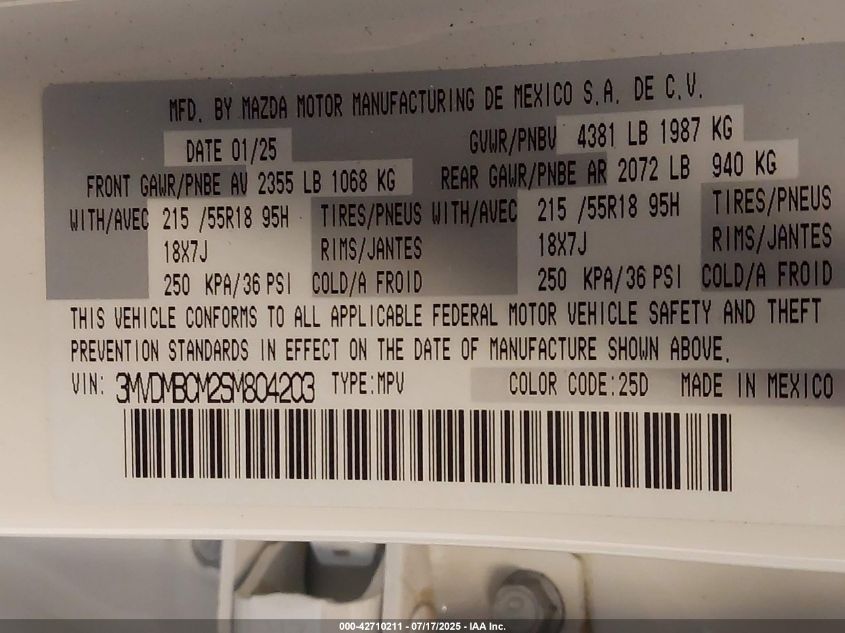 MFD. BY MAZDA MOTOR MANUFACTURING DE MEXICO S.A. DE C.V.
DATE 01/25 GVWR/PNBV 4381 LB 1987 KG
FRONT GAWR/PNBE AV 2355 LB 1068 KG REAR GAWR/PNBE AR 2072 LB 940 KG
WITH/AVEC 215 /55R18 95H TIRES/PNEUS WITH/AVEC 215 /55R18 95H TIRES/PNEUS
18X7J RIMS/JANTES 18X7J RIMS/JANTES
250 KPA/36 PSI COLD/A FROID 250 KPA/36 PSI COLD/A FROID
THIS VEHICLE CONFORMS TO ALL APPLICABLE FEDERAL MOTOR VEHICLE SAFETY AND THEFT
PREVENTION STANDARDS IN EFFECT ON THE DATE OF MANUFACTURE SHOWN ABOVE.
VIN: 3MVDMBCM2SM804203 TYPE:MPV COLOR CODE:25D MADE IN MEXICO
000-42710211 - 07/17/2025 - IAA Inc.